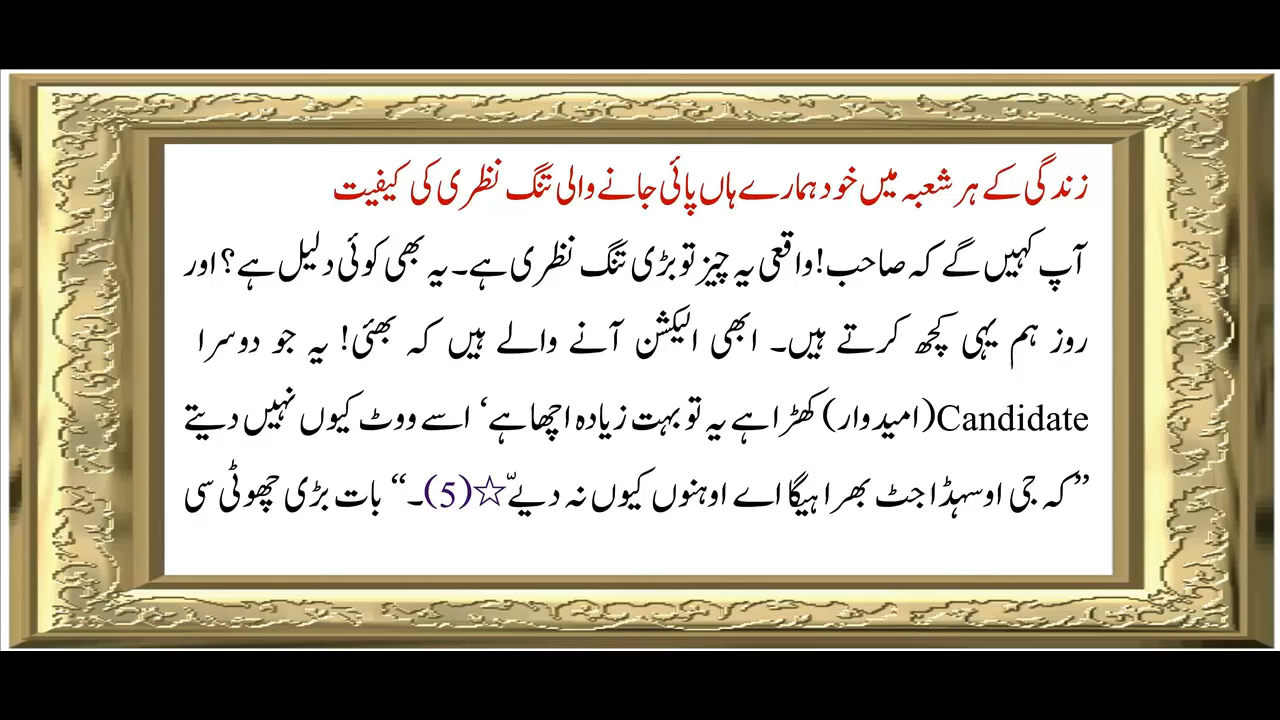 زندگی کے ہر شعبہ میں خود ہمارے ہاں پائی جانے والی تنگ نظری کی کیفیت
آپ کہیں گے کہ صاحب! واقعی یہ چیز تو بڑی تنگ نظری ہے۔ یہ بھی کوئی دلیل ہے؟ اور
روز ہم یہی کچھ کرتے ہیں۔ ابھی الیکشن آنے والے ہیں کہ بھئی! یہ جو دوسرا
Candidate (امیدوار) کھڑا ہے یہ تو بہت زیادہ اچھا ہے‘ اسے ووٹ کیوں نہیں دیتے
”کہ جی اوسہڈا جٹ بھرا ہیگا اے اوہنوں کیوں نہ دیےّ☆(5)۔“ بات بڑی چھوٹی سی